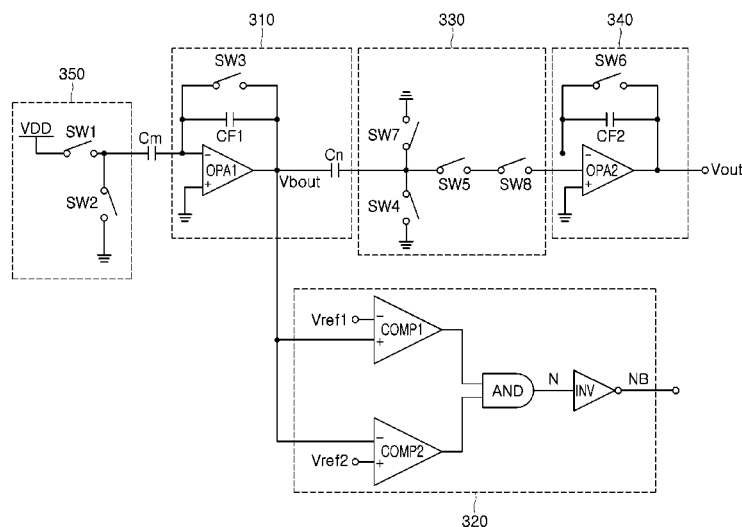 310
330
340
350
SW3
SW6
VDD
SW1
Cm
CF1
SW7
CF2
−
OPA1
+
Vbout
Cn
SW5
SW8
−
OPA2
+
Vout
SW2
SW4
Vref1
−
COMP1
+
AND
N
INV
NB
−
COMP2
Vref2
+
320